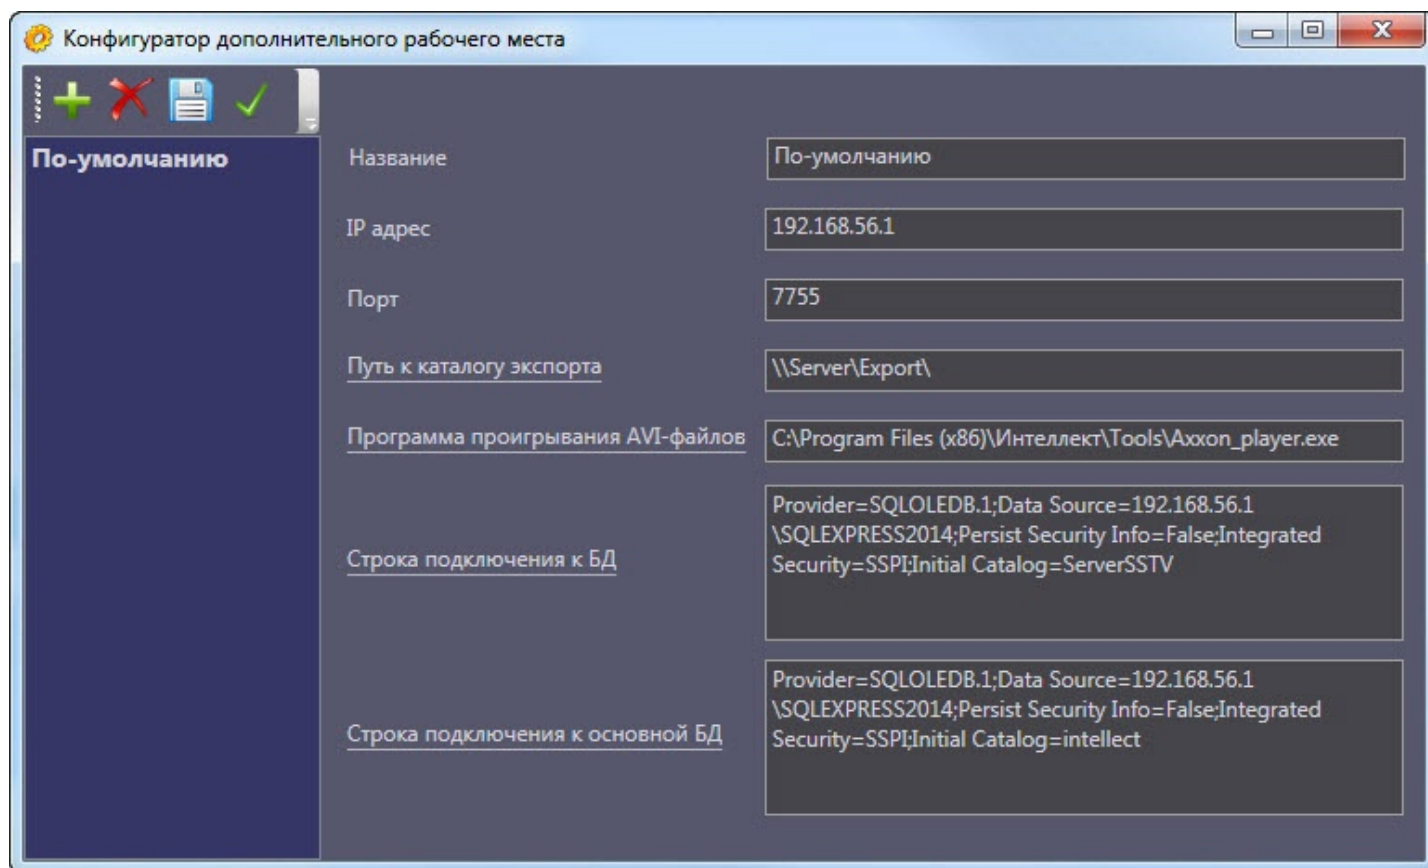 Конфигуратор дополнительного рабочего места
По-умолчанию
Название
По-умолчанию
IP адрес
192.168.56.1
Порт
7755
Путь к каталогу экспорта
\\Server\Export\
Программа проигрывания AVI-файлов
C:\Program Files (x86)\Интеллект\Tools\Axxon_player.exe
Строка подключения к БД
Provider=SQLOLEDB.1;Data Source=192.168.56.1
\SQLEXPRESS2014;Persist Security Info=False;Integrated
Security=SSPI;Initial Catalog=ServerSSTV
Строка подключения к основной БД
Provider=SQLOLEDB.1;Data Source=192.168.56.1
\SQLEXPRESS2014;Persist Security Info=False;Integrated
Security=SSPI;Initial Catalog=intellect